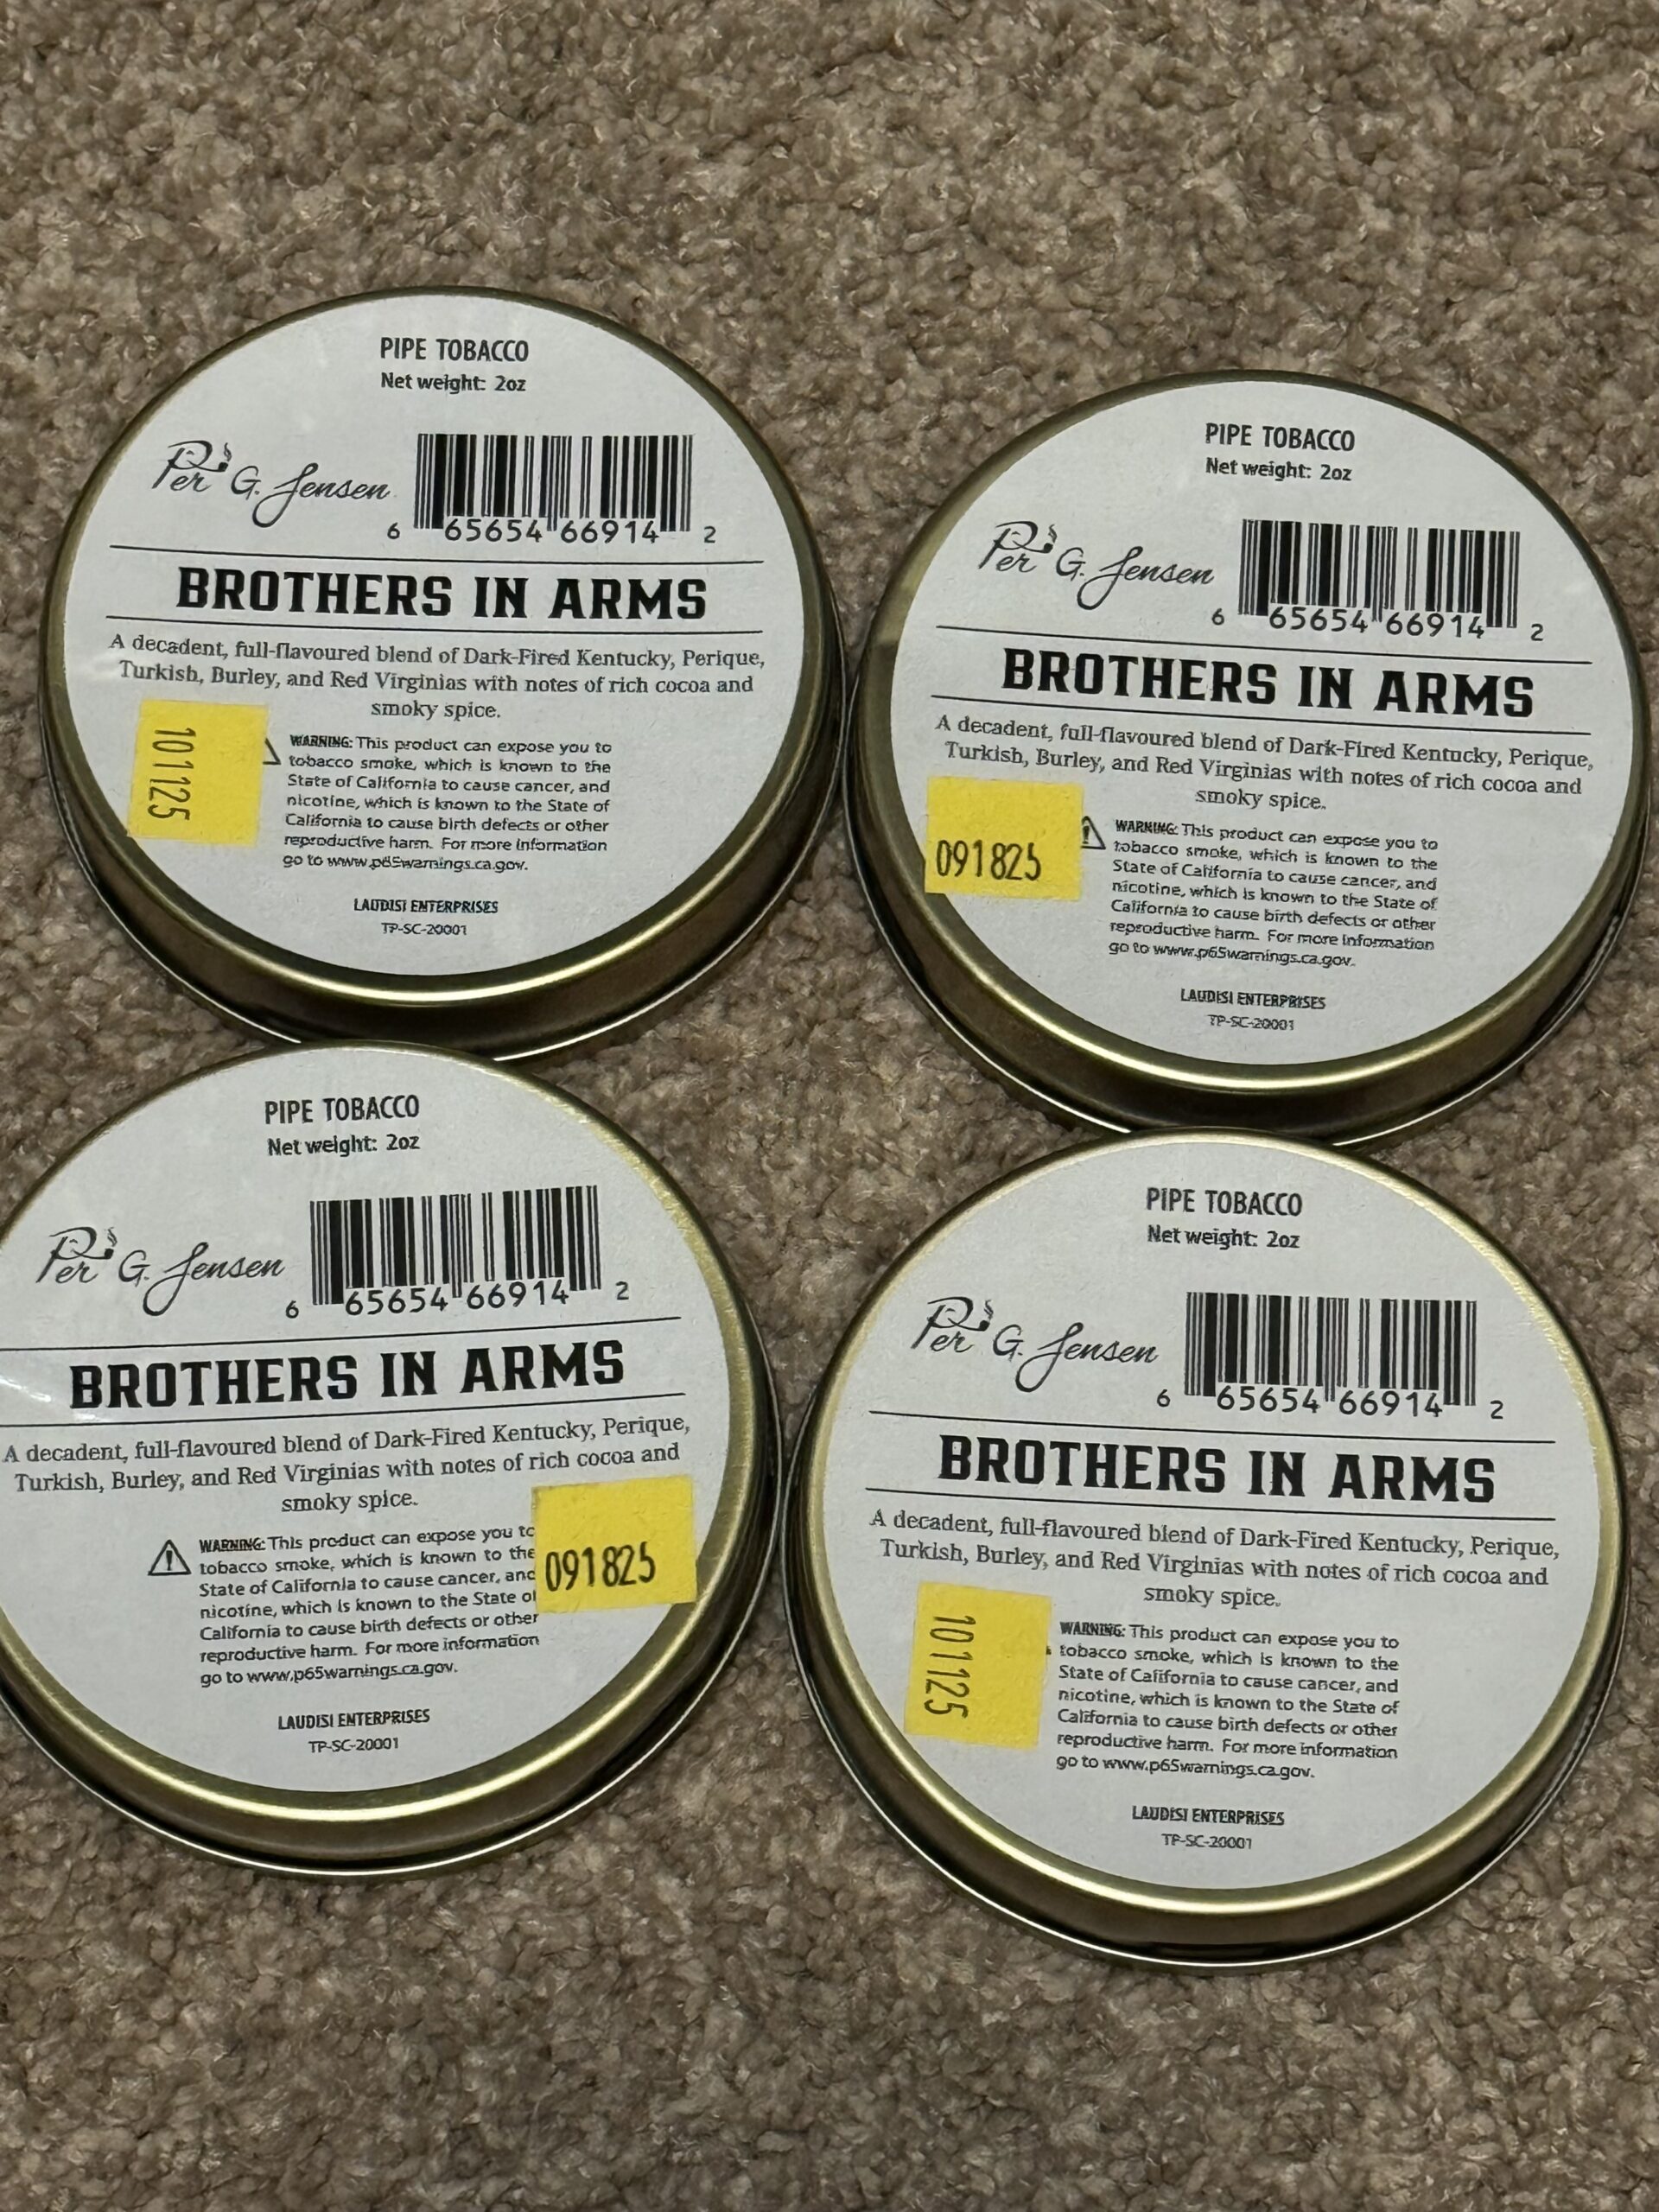 PIPE TOBACCO
Net weight: 2oz
Per G. Jensen
6 65654 66914 2
BROTHERS IN ARMS
A decadent, full-flavoured blend of Dark-Fired Kentucky, Perique,
Turkish, Burley, and Red Virginias with notes of rich cocoa and
smoky spice.
101125
WARNING: This product can expose you to
tobacco smoke, which is known to the
State of California to cause cancer, and
nicotine, which is known to the State of
California to cause birth defects or other
reproductive harm. For more information
go to www.p65warnings.ca.gov.
LAUDISI ENTERPRISES
TP-SC-20001
PIPE TOBACCO
Net weight: 2oz
Per G. Jensen
6 65654 66914 2
BROTHERS IN ARMS
A decadent, full-flavoured blend of Dark-Fired Kentucky, Perique,
Turkish, Burley, and Red Virginias with notes of rich cocoa and
smoky spice.
091825
WARNING: This product can expose you to
tobacco smoke, which is known to the
State of California to cause cancer, and
nicotine, which is known to the State of
California to cause birth defects or other
reproductive harm. For more information
go to www.p65warnings.ca.gov.
LAUDISI ENTERPRISES
TP-SC-20001
PIPE TOBACCO
Net weight: 2oz
Per G. Jensen
6 65654 66914 2
BROTHERS IN ARMS
A decadent, full-flavoured blend of Dark-Fired Kentucky, Perique,
Turkish, Burley, and Red Virginias with notes of rich cocoa and
smoky spice.
WARNING: This product can expose you to
tobacco smoke, which is known to the
State of California to cause cancer, and
nicotine, which is known to the State of
California to cause birth defects or other
reproductive harm. For more information
go to www.p65warnings.ca.gov.
091825
LAUDISI ENTERPRISES
TP-SC-20001
PIPE TOBACCO
Net weight: 2oz
Per G. Jensen
6 65654 66914 2
BROTHERS IN ARMS
A decadent, full-flavoured blend of Dark-Fired Kentucky, Perique,
Turkish, Burley, and Red Virginias with notes of rich cocoa and
smoky spice.
101125
WARNING: This product can expose you to
tobacco smoke, which is known to the
State of California to cause cancer, and
nicotine, which is known to the State of
California to cause birth defects or other
reproductive harm. For more information
go to www.p65warnings.ca.gov.
LAUDISI ENTERPRISES
TP-SC-20001